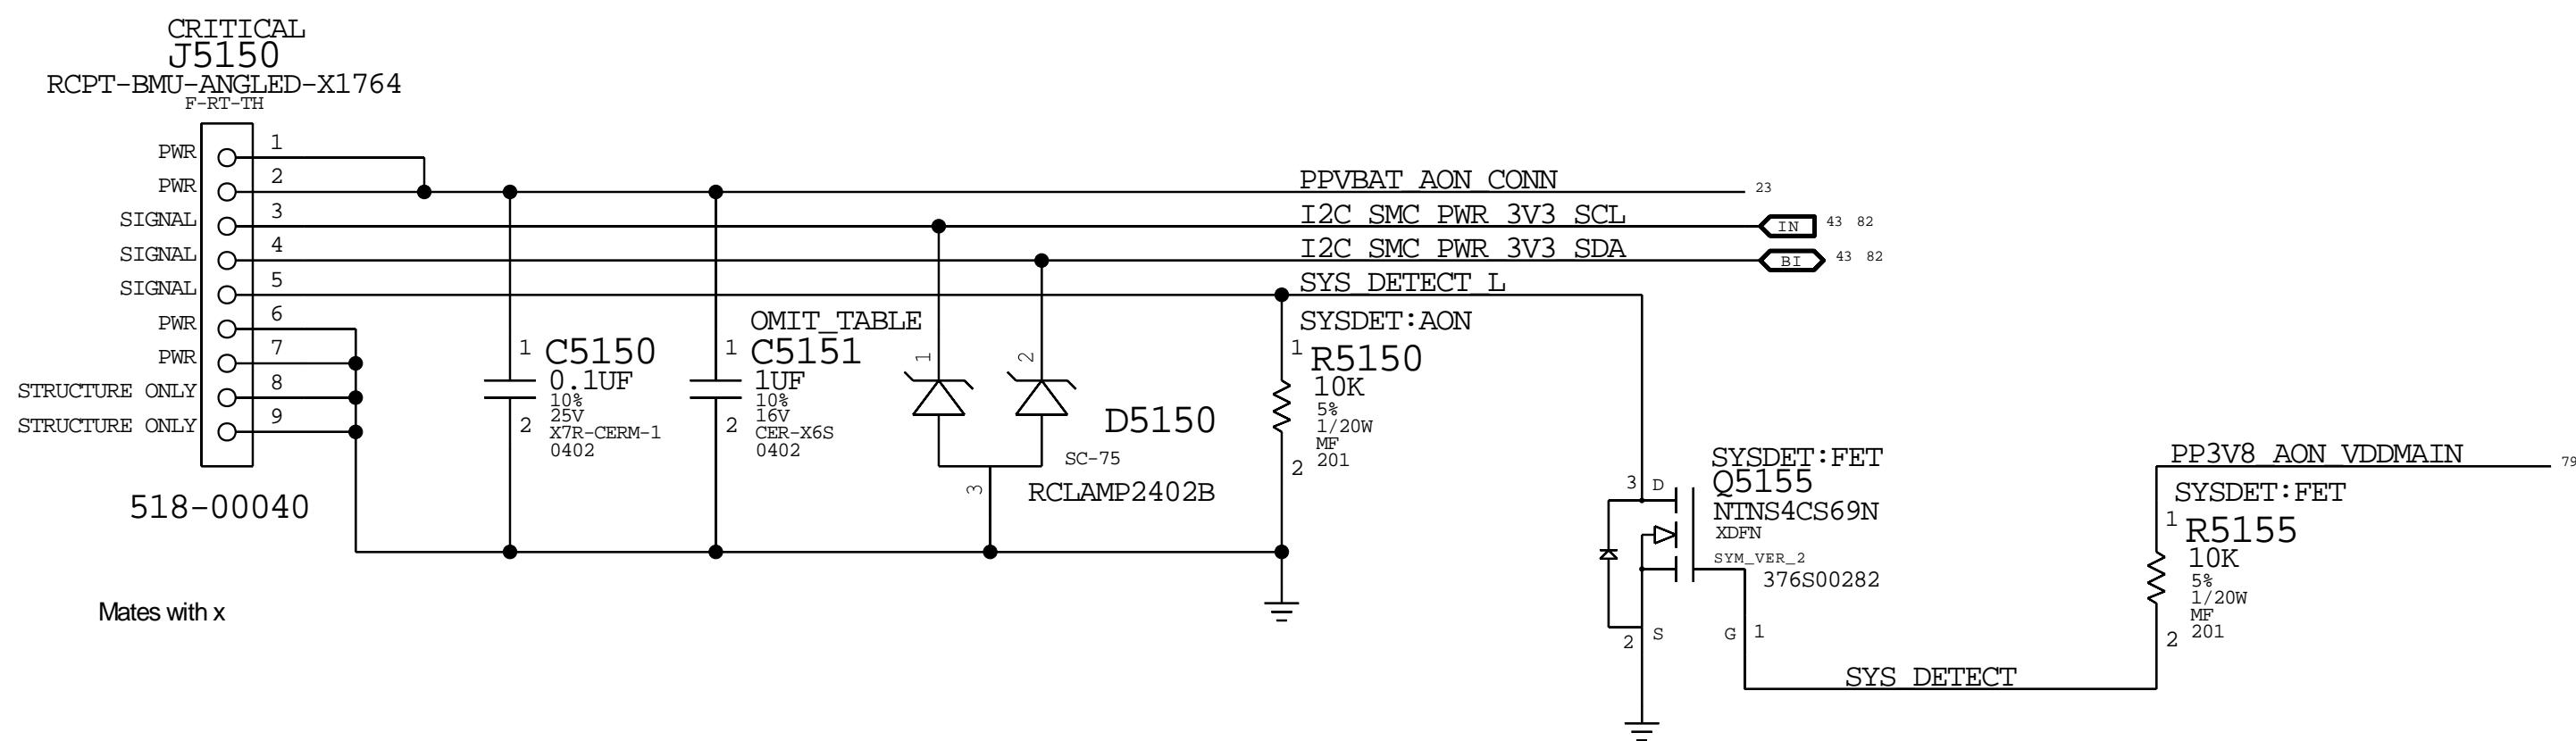 CRITICAL
J5150
RCPT-BMU-ANGLED-X1764
F-RT-TH
PWR 1
PWR 2
SIGNAL 3
SIGNAL 4
SIGNAL 5
PWR 6
PWR 7
STRUCTURE ONLY 8
STRUCTURE ONLY 9
518-00040
Mates with x
PPVBAT_AON_CONN 23
I2C_SMC_PWR_3V3_SCL IN 43 82
I2C_SMC_PWR_3V3_SDA BI 43 82
SYS_DETECT_L
1 C5150
0.1UF
10%
25V
2 X7R-CERM-1
0402
OMIT_TABLE
1 C5151
1UF
10%
16V
2 CER-X6S
0402
1 2
D5150
SC-75
3 RCLAMP2402B
SYSDET:AON
1 R5150
10K
5%
1/20W
MF
2 201
SYSDET:FET
3 D Q5155
NTNS4CS69N
XDFN
SYM_VER_2
376S00282
2 S G 1
SYS_DETECT
PP3V8_AON_VDDMAIN 79
SYSDET:FET
1 R5155
10K
5%
1/20W
MF
2 201